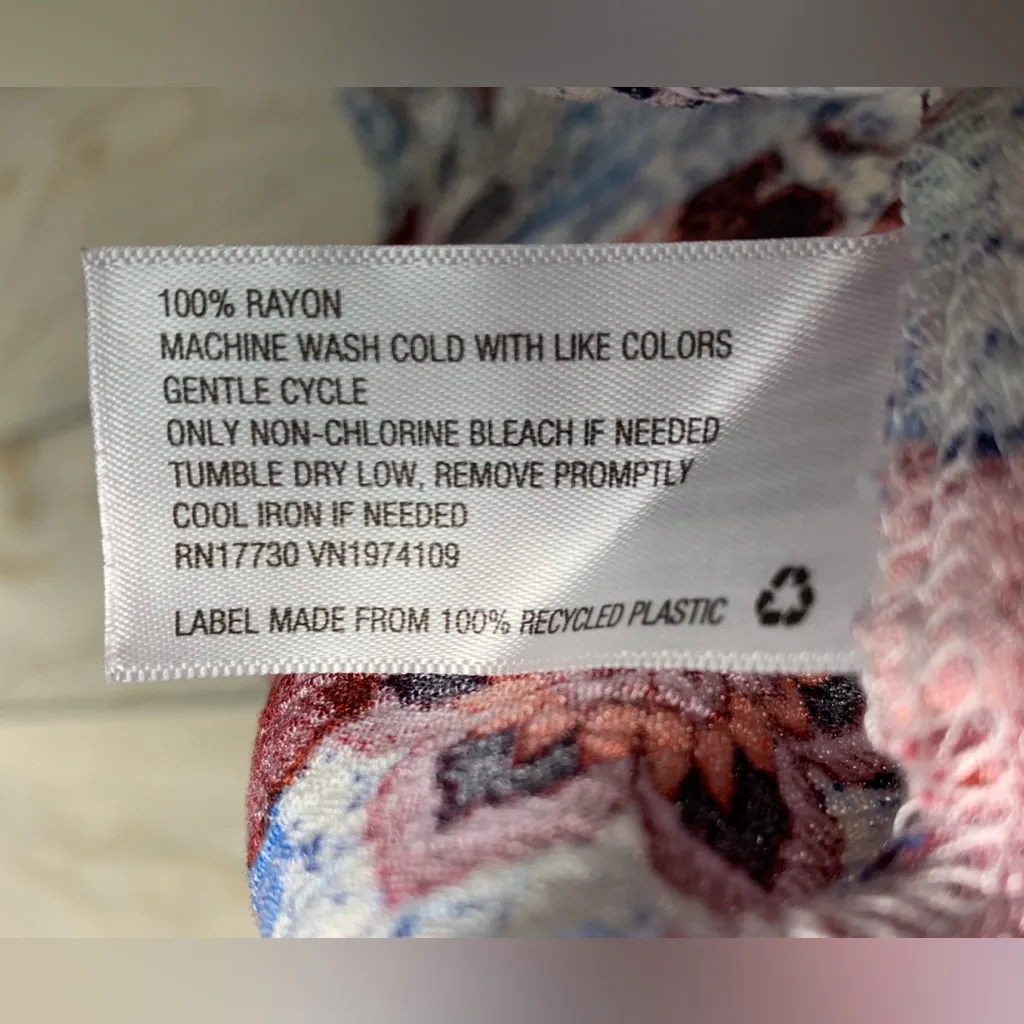 100% RAYON
MACHINE WASH COLD WITH LIKE COLORS
GENTLE CYCLE
ONLY NON-CHLORINE BLEACH IF NEEDED
TUMBLE DRY LOW, REMOVE PROMPTLY
COOL IRON IF NEEDED
RN17730 VN1974109
LABEL MADE FROM 100% RECYCLED PLASTIC